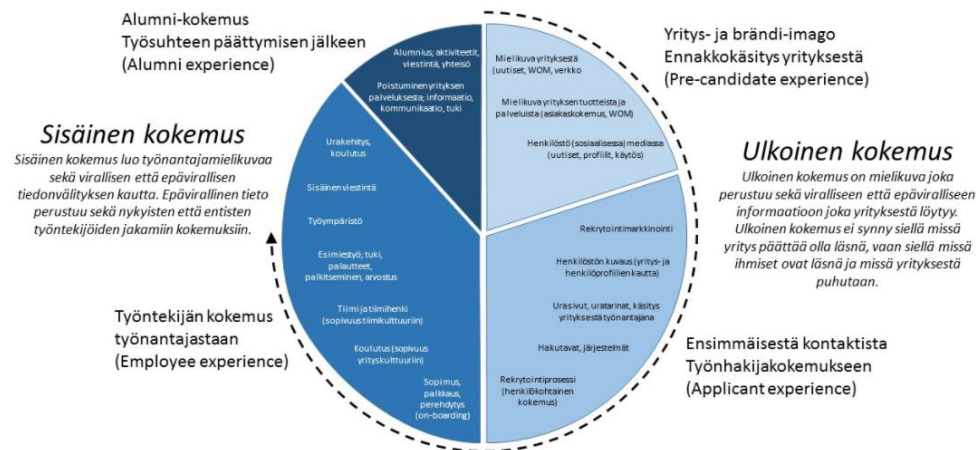 Alumni-kokemus
Työsuhteen päättymisen jälkeen
(Alumni experience)
Alumnius; aktiviteetit,
viestintä, yhteisö
Poistuminen yrityksen
palveluksesta; informaatio,
kommunikaatio, tuki
Mielikuva yrityksestä
(uutiset, WOM, verkko
Mielikuva yrityksen tuotteista ja
palveluista (asiakaskokemus, WOM)
Henkilöstö (sosiaalisessa) mediassa
(uutiset, profiilit, käytös)
Yritys- ja brändi-imago
Ennakkokäsitys yrityksestä
(Pre-candidate experience)
Sisäinen kokemus
Sisäinen kokemus luo työnantajamielikuvaa
sekä virallisen että epävirallisen
tiedonvälityksen kautta. Epävirallinen tieto
perustuu sekä nykyisten että entisten
työntekijöiden jakamiin kokemuksiin.
Urakehitys,
koulutus
Sisäinen viestintä
Työympäristö
Esimiestyö; tuki,
palautteet,
palkitseminen, arvostus
Tiimi ja tiimihenki
(sopivuus tiimikulttuuriin)
Koulutus (sopivuus
yrityskulttuuriin)
Sopimus,
palkkaus,
perehdytys
(on-boarding)
Rekrytointimarkkinointi
Henkilöstön kuvaus (yritys- ja
henkilöprofiilien kautta)
Urasivut, uratarinat, käsitys
yrityksestä työnantajana
Hakutavat, järjestelmät
Rekrytointiprosessi
(henkilökohtainen
kokemus)
Ulkoinen kokemus
Ulkoinen kokemus on mielikuva joka
perustuu sekä viralliseen että epäviralliseen
informaatioon joka yrityksestä löytyy.
Ulkoinen kokemus ei synny siellä missä
yritys päättää olla läsnä, vaan siellä missä
ihmiset ovat läsnä ja missä yrityksestä
puhutaan.
Työntekijän kokemus
työnantajastaan
(Employee experience)
Ensimmäisestä kontaktista
Työnhakijakokemukseen
(Applicant experience)